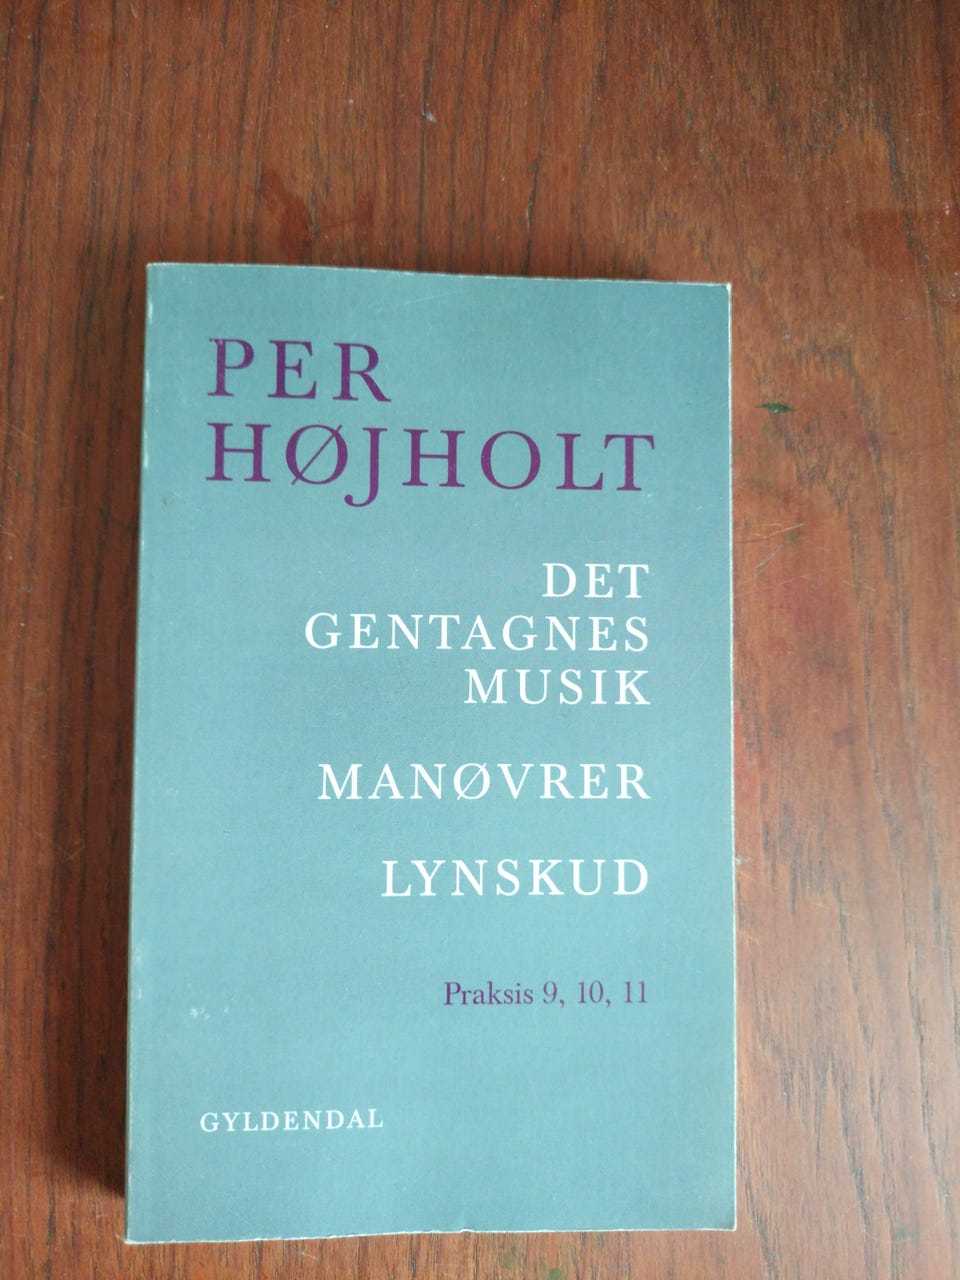 PER
HØJHOLT
DET
GENTAGNES
MUSIK
MANØVRER
LYNSKUD
Praksis 9, 10, 11
GYLDENDAL